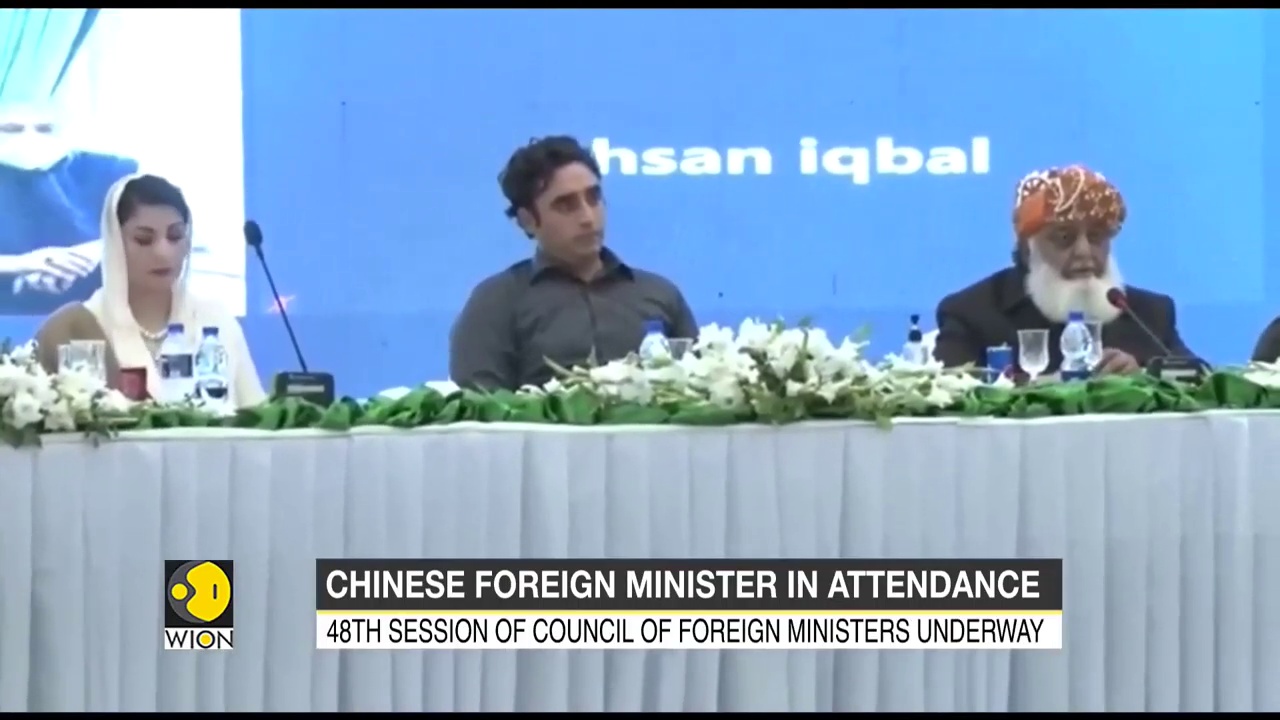 hsan iqbal
CHINESE FOREIGN MINISTER IN ATTENDANCE
48TH SESSION OF COUNCIL OF FOREIGN MINISTERS UNDERWAY
WION